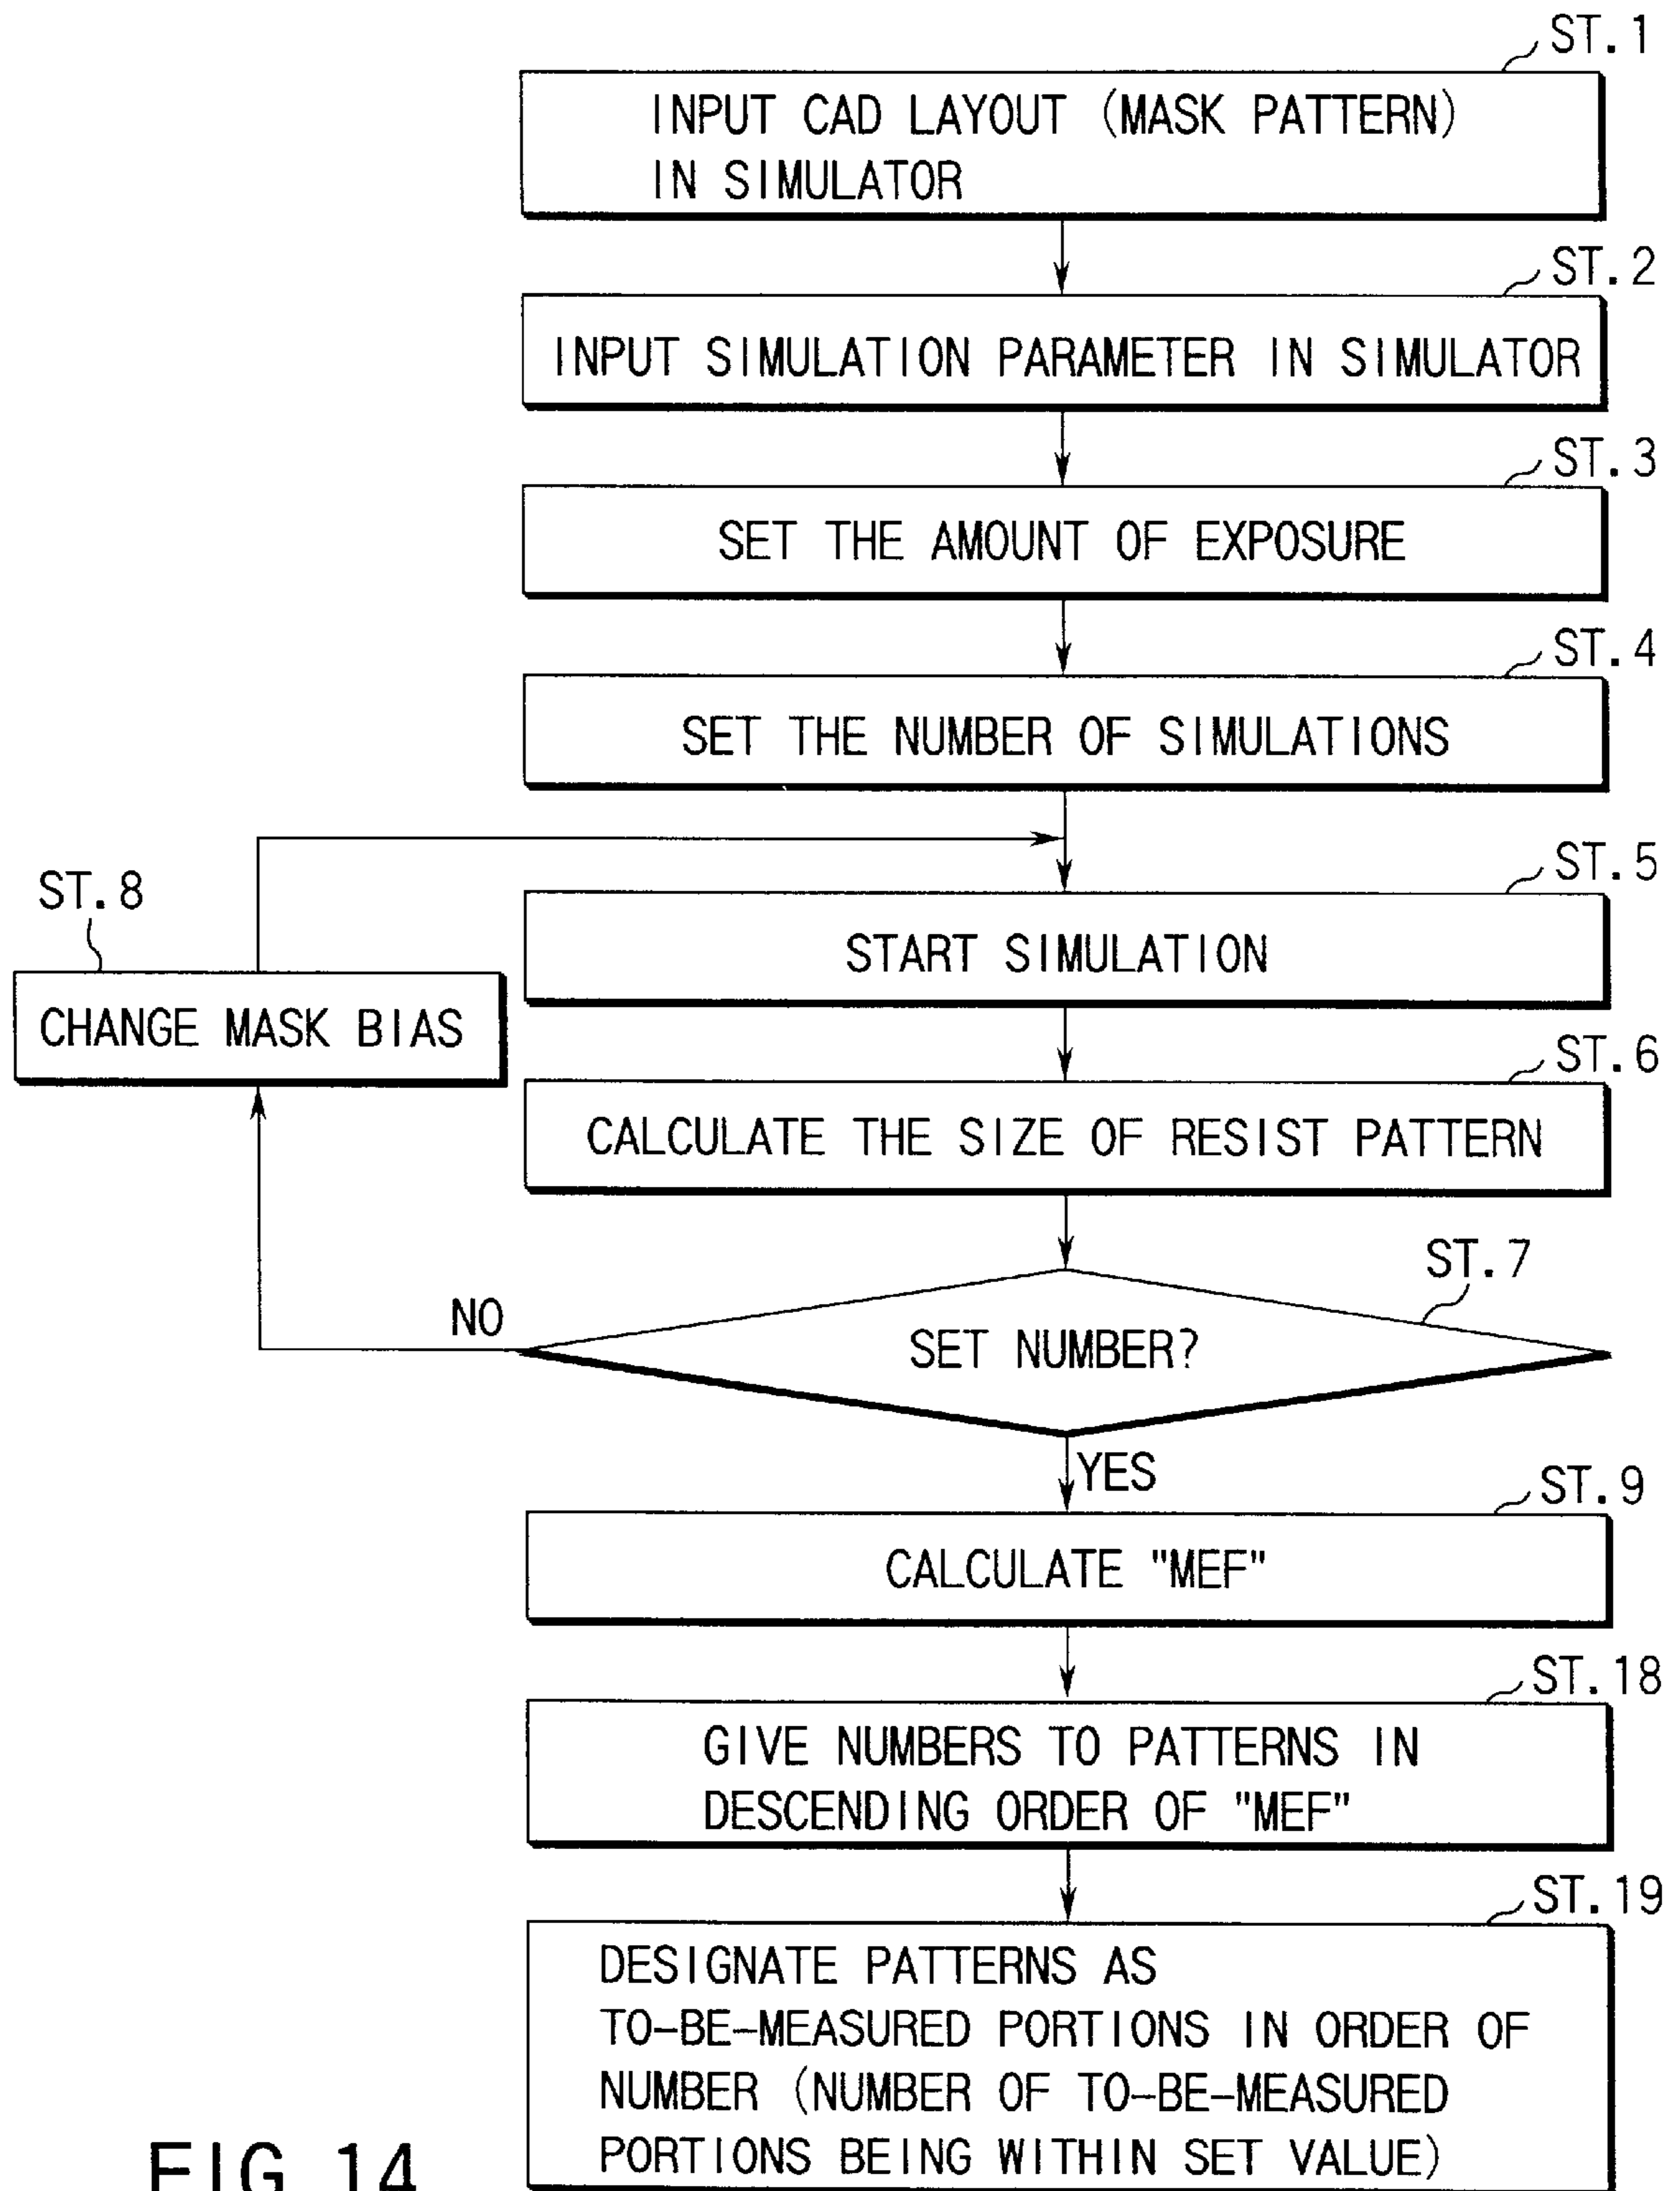 ST.1
INPUT CAD LAYOUT (MASK PATTERN)
IN SIMULATOR
ST.2
INPUT SIMULATION PARAMETER IN SIMULATOR
ST.3
SET THE AMOUNT OF EXPOSURE
ST.4
SET THE NUMBER OF SIMULATIONS
ST.5
START SIMULATION
ST.8
CHANGE MASK BIAS
ST.6
CALCULATE THE SIZE OF RESIST PATTERN
ST.7
SET NUMBER?
NO
YES
ST.9
CALCULATE "MEF"
ST.18
GIVE NUMBERS TO PATTERNS IN
DESCENDING ORDER OF "MEF"
ST.19
DESIGNATE PATTERNS AS
TO-BE-MEASURED PORTIONS IN ORDER OF
NUMBER (NUMBER OF TO-BE-MEASURED
PORTIONS BEING WITHIN SET VALUE)
FIG.14